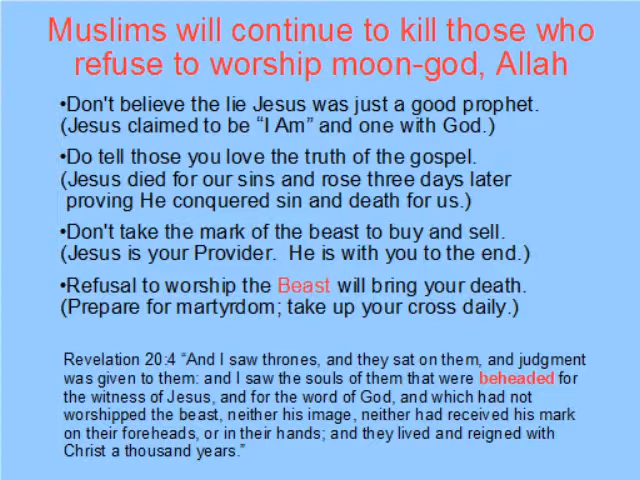 Muslims will continue to kill those who
refuse to worship moon-god, Allah
•Don't believe the lie Jesus was just a good prophet.
(Jesus claimed to be “I Am” and one with God.)
•Do tell those you love the truth of the gospel.
(Jesus died for our sins and rose three days later
proving He conquered sin and death for us.)
•Don't take the mark of the beast to buy and sell.
(Jesus is your Provider.  He is with you to the end.)
•Refusal to worship the Beast will bring your death.
(Prepare for martyrdom; take up your cross daily.)
Revelation 20:4 “And I saw thrones, and they sat on them, and judgment
was given to them: and I saw the souls of them that were beheaded for
the witness of Jesus, and for the word of God, and which had not
worshipped the beast, neither his image, neither had received his mark
on their foreheads, or in their hands; and they lived and reigned with
Christ a thousand years.”